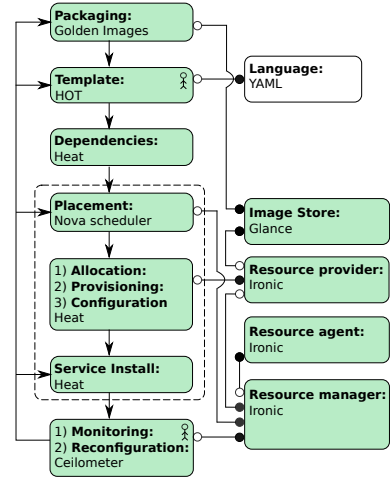 Packaging:
Golden Images
Template:
HOT
Language:
YAML
Dependencies:
Heat
Placement:
Nova scheduler
Image Store:
Glance
1) Allocation:
2) Provisioning:
3) Configuration
Heat
Resource provider:
Ironic
Resource agent:
Ironic
Service Install:
Heat
Resource manager:
Ironic
1) Monitoring:
2) Reconfiguration:
Ceilometer